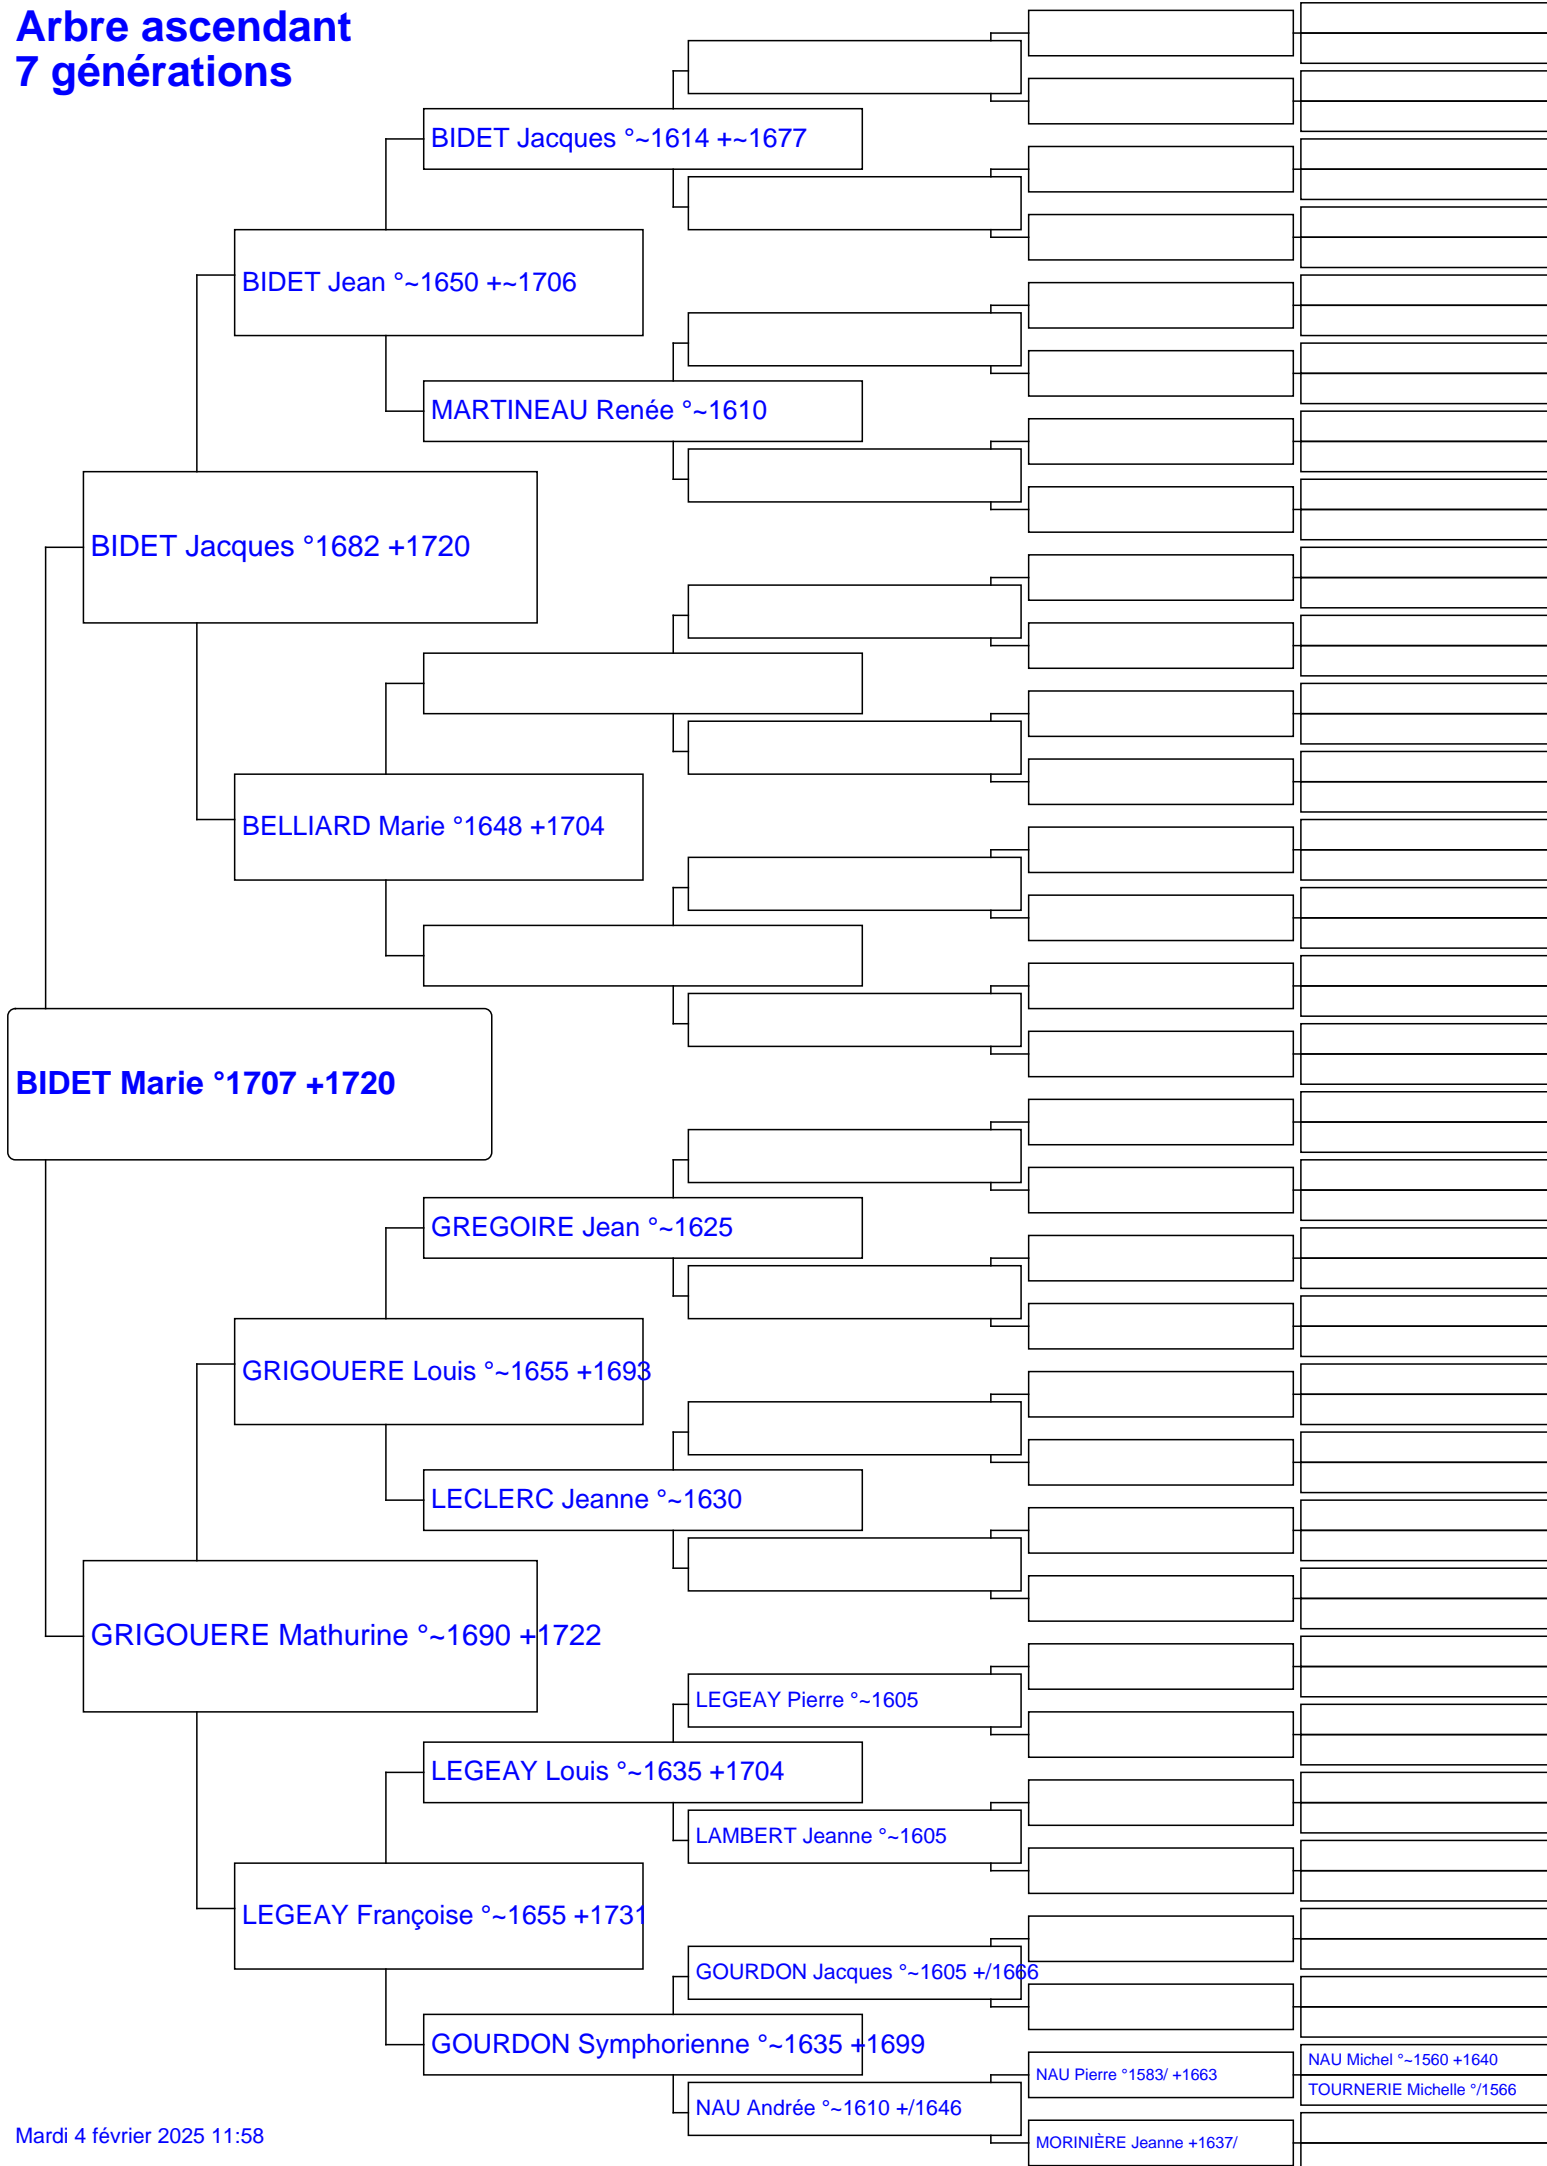 Arbre ascendant
7 générations
BIDET Jacques °~1614 +~1677
BIDET Jean °~1650 +~1706
MARTINEAU Renée °~1610
BIDET Jacques °1682 +1720
BELLIARD Marie °1648 +1704
BIDET Marie °1707 +1720
GREGOIRE Jean °~1625
GRIGOUERE Louis °~1655 +1693
LECLERC Jeanne °~1630
GRIGOUERE Mathurine °~1690 +1722
LEGEAY Pierre °~1605
LEGEAY Louis °~1635 +1704
LAMBERT Jeanne °~1605
LEGEAY Françoise °~1655 +1731
GOURDON Jacques °~1605 +/1666
GOURDON Symphorienne °~1635 +1699
NAU Michel °~1560 +1640
NAU Pierre °1583/ +1663
TOURNERIE Michelle °/1566
NAU Andrée °~1610 +/1646
MORINIÈRE Jeanne +1637/
Mardi 4 février 2025 11:58